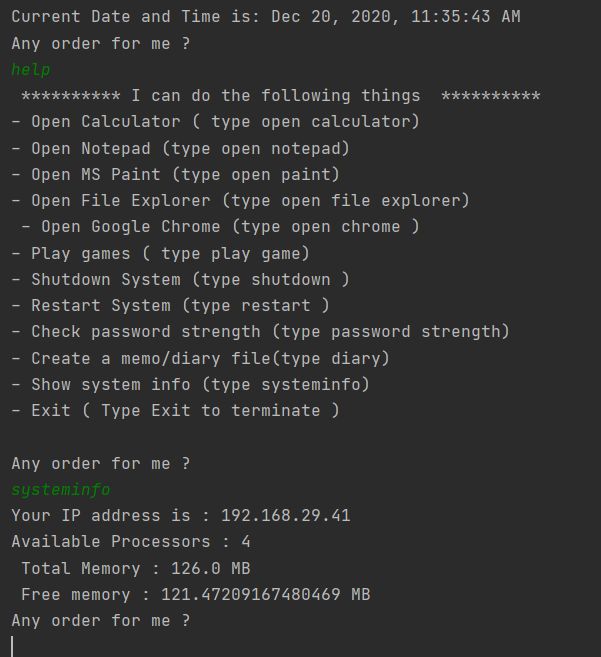 Current Date and Time is: Dec 20, 2020, 11:35:43 AM
Any order for me ?
help
 ********** I can do the following things  **********
- Open Calculator ( type open calculator)
- Open Notepad (type open notepad)
- Open MS Paint (type open paint)
- Open File Explorer (type open file explorer)
 - Open Google Chrome (type open chrome )
- Play games ( type play game)
- Shutdown System (type shutdown )
- Restart System (type restart )
- Check password strength (type password strength)
- Create a memo/diary file(type diary)
- Show system info (type systeminfo)
- Exit ( Type Exit to terminate )

Any order for me ?
systeminfo
Your IP address is : 192.168.29.41
Available Processors : 4
 Total Memory : 126.0 MB
 Free memory : 121.47209167480469 MB
Any order for me ?